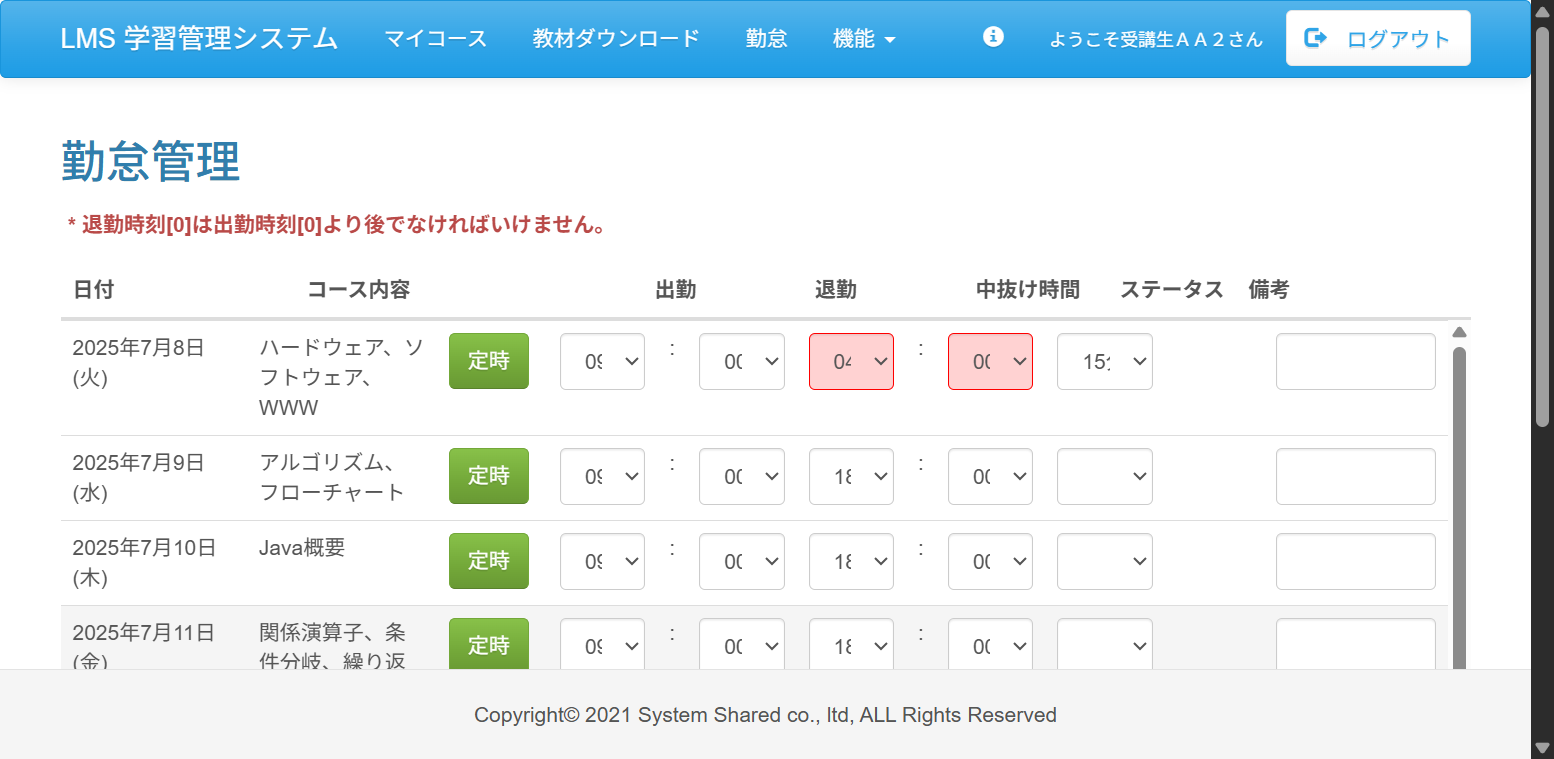 LMS 学習管理システム マイコース 教材ダウンロード 勤怠 機能 ようこそ受講生ＡＡ２さん ログアウト
勤怠管理
* 退勤時刻[0]は出勤時刻[0]より後でなければいけません。
日付 コース内容 出勤 退勤 中抜け時間 ステータス 備考
2025年7月8日 ハードウェア、ソ 定時 09 : 00 04 : 00 15
(火) フトウェア、
WWW
2025年7月9日 アルゴリズム、 定時 09 : 00 18 : 00
(水) フローチャート
2025年7月10日 Java概要 定時 09 : 00 18 : 00
(木)
2025年7月11日 関係演算子、条 定時 09 : 00 18 : 00
(金) 件分岐、繰り返
Copyright© 2021 System Shared co., ltd, ALL Rights Reserved